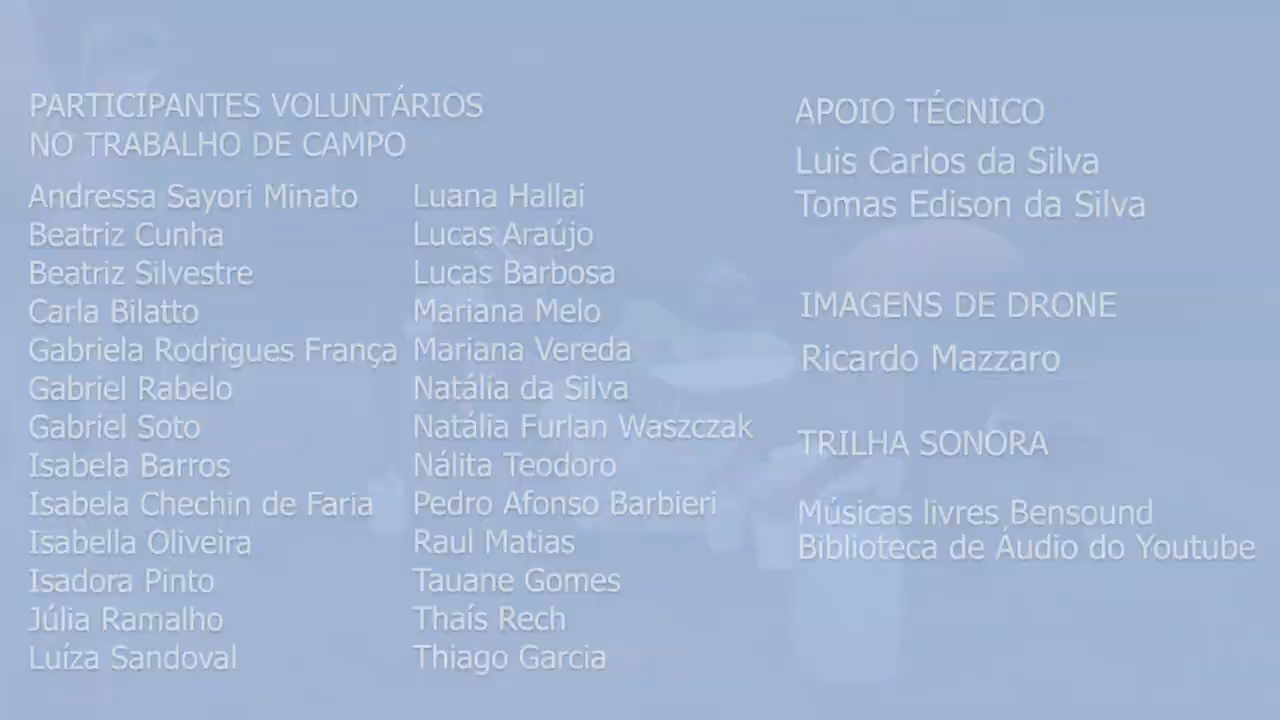 PARTICIPANTES VOLUNTÁRIOS
NO TRABALHO DE CAMPO
Andressa Sayori Minato
Beatriz Cunha
Beatriz Silvestre
Carla Bilatto
Gabriela Rodrigues França
Gabriel Rabelo
Gabriel Soto
Isabela Barros
Isabela Chechin de Faria
Isabella Oliveira
Isadora Pinto
Júlia Ramalho
Luíza Sandoval
Luana Hallai
Lucas Araújo
Lucas Barbosa
Mariana Melo
Mariana Vereda
Natália da Silva
Natália Furlan Waszczak
Nálita Teodoro
Pedro Afonso Barbieri
Raul Matias
Tauane Gomes
Thaís Rech
Thiago Garcia
APOIO TÉCNICO
Luis Carlos da Silva
Tomas Edison da Silva
IMAGENS DE DRONE
Ricardo Mazzaro
TRILHA SONORA
Músicas livres Bensound
Biblioteca de Áudio do Youtube